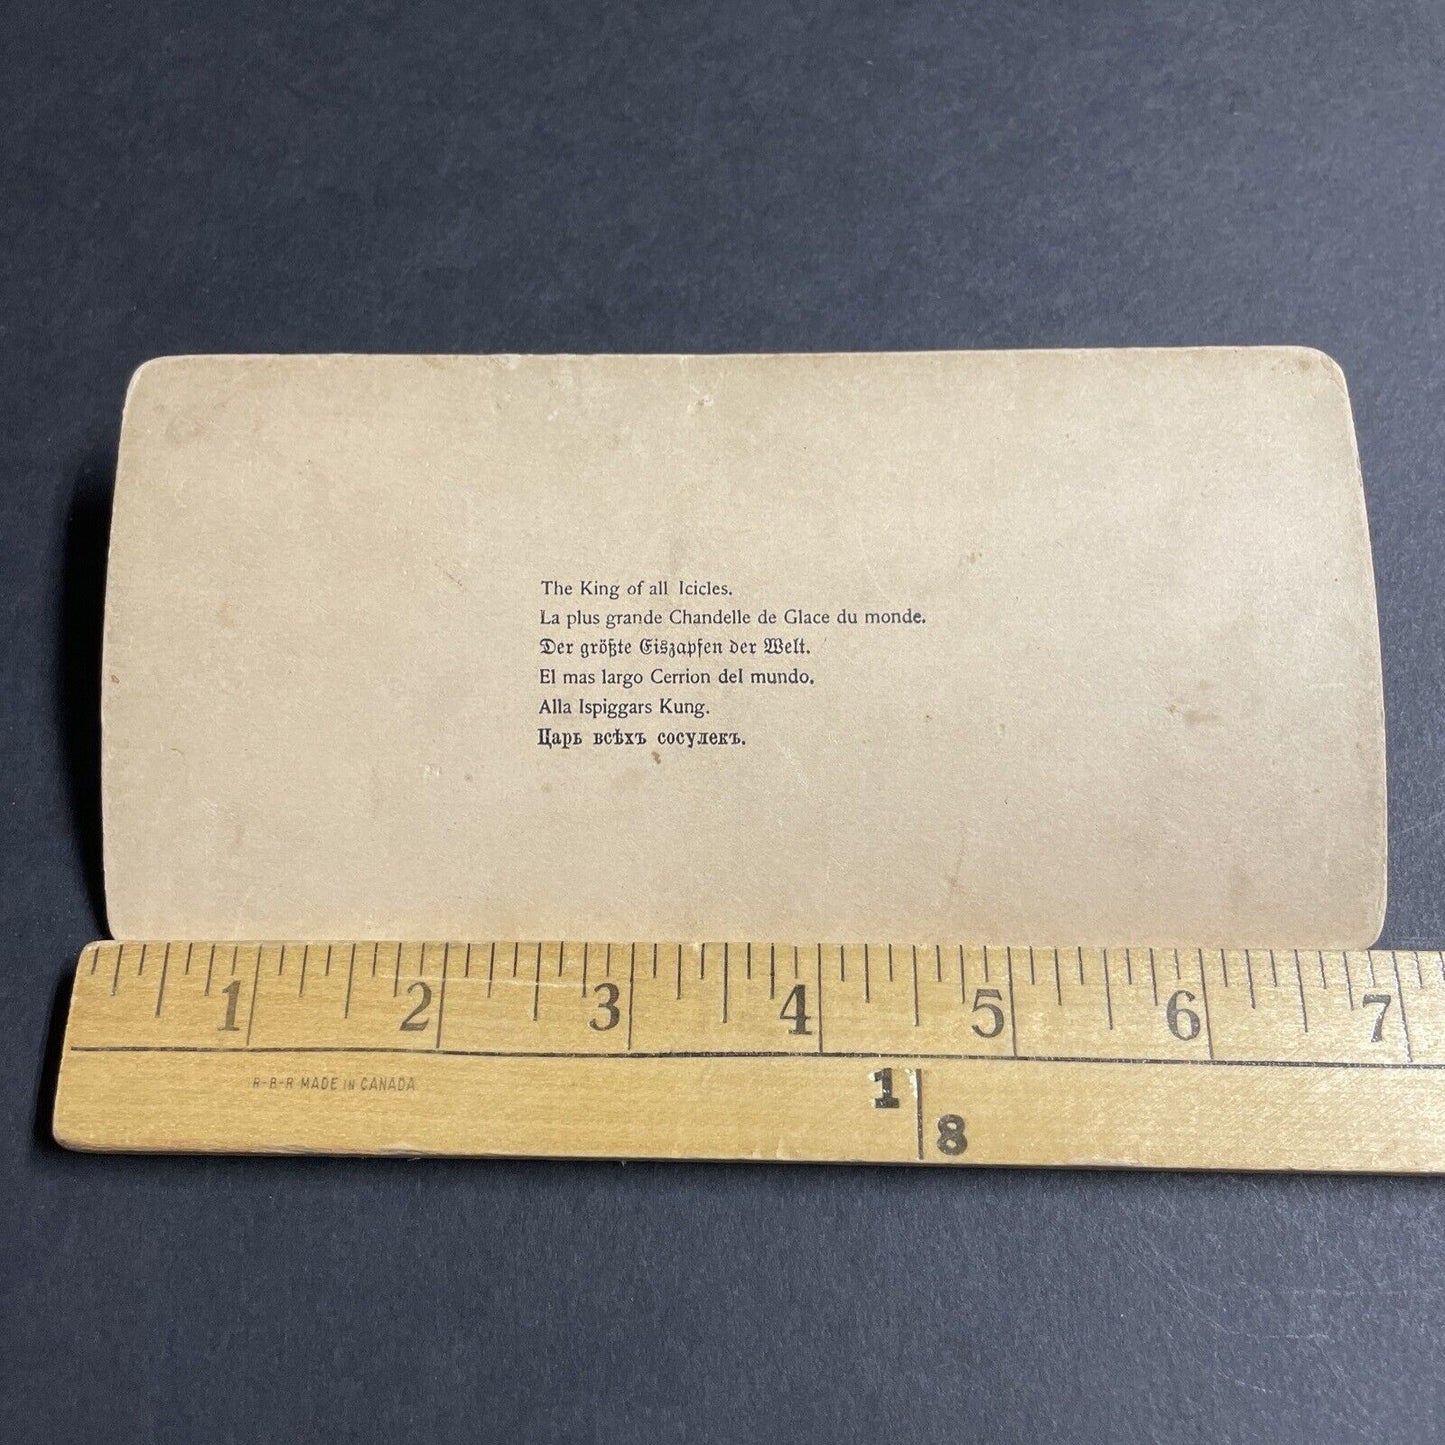 The King of all Icicles.
La plus grande Chandelle de Glace du monde.
Der größte Eiszapfen der Welt.
El mas largo Cerrion del mundo.
Alla Ispiggars Kung.
Царь всѣхъ сосулекъ.
1 2 3 4 5 6 7
R-B-R MADE IN CANADA
1
8